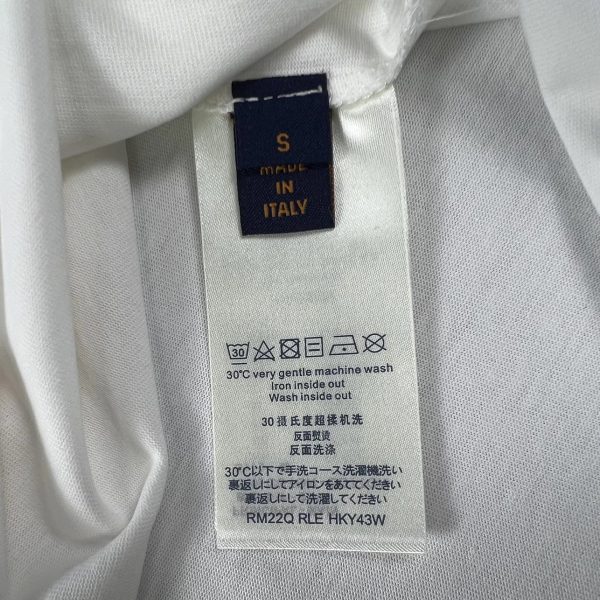 S
MADE
IN
ITALY
30
30°C very gentle machine wash
Iron inside out
Wash inside out
30 摄氏度超揉机洗
反面熨烫
反面洗涤
30℃以下で手洗コース洗濯機洗い
裏返しにしてアイロンをあててください
裏返しにして洗濯してください
RM22Q RLE HKY43W